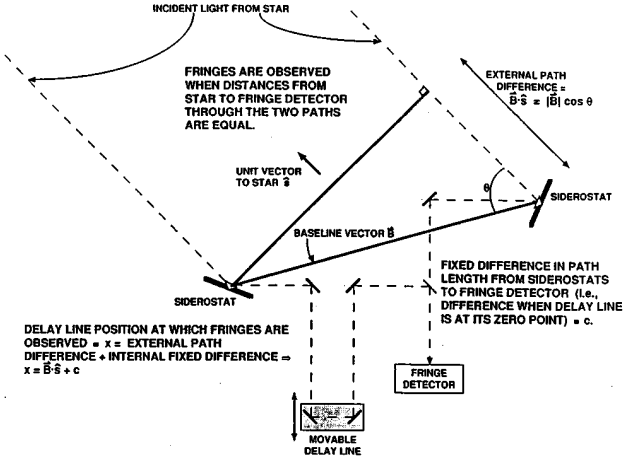 INCIDENT LIGHT FROM STAR
FRINGES ARE OBSERVED
WHEN DISTANCES FROM
STAR TO FRINGE DETECTOR
THROUGH THE TWO PATHS
ARE EQUAL.
EXTERNAL PATH
DIFFERENCE =
B⃗·ŝ = |B⃗| cos θ
UNIT VECTOR
TO STAR ŝ
θ
SIDEROSTAT
BASELINE VECTOR B⃗
SIDEROSTAT
FIXED DIFFERENCE IN PATH
LENGTH FROM SIDEROSTATS
TO FRINGE DETECTOR (I.e.,
DIFFERENCE WHEN DELAY LINE
IS AT ITS ZERO POINT) = c.
DELAY LINE POSITION AT WHICH FRINGES ARE
OBSERVED = x = EXTERNAL PATH
DIFFERENCE + INTERNAL FIXED DIFFERENCE ⇒
x = B⃗·ŝ + c
FRINGE
DETECTOR
MOVABLE
DELAY LINE